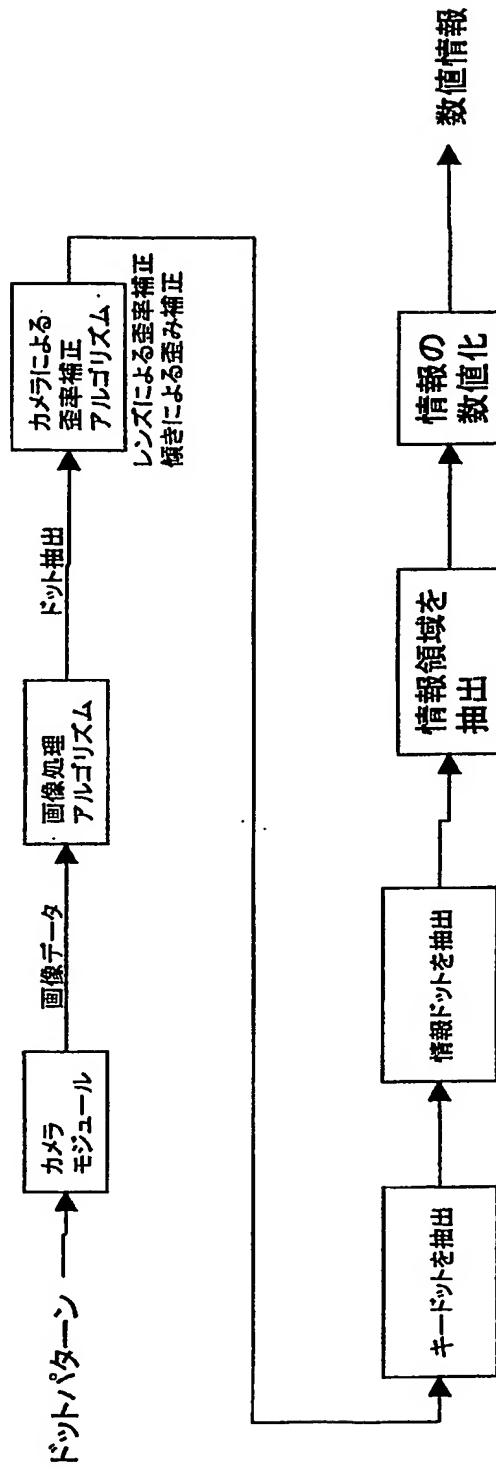 ドットパターン
カメラ
モジュール
画像データ
画像処理
アルゴリズム
ドット抽出
カメラによる
歪率補正
アルゴリズム
レンズによる歪率補正
傾きによる歪み補正
キードットを抽出
情報ドットを抽出
情報領域を
抽出
情報の
数値化
数値情報